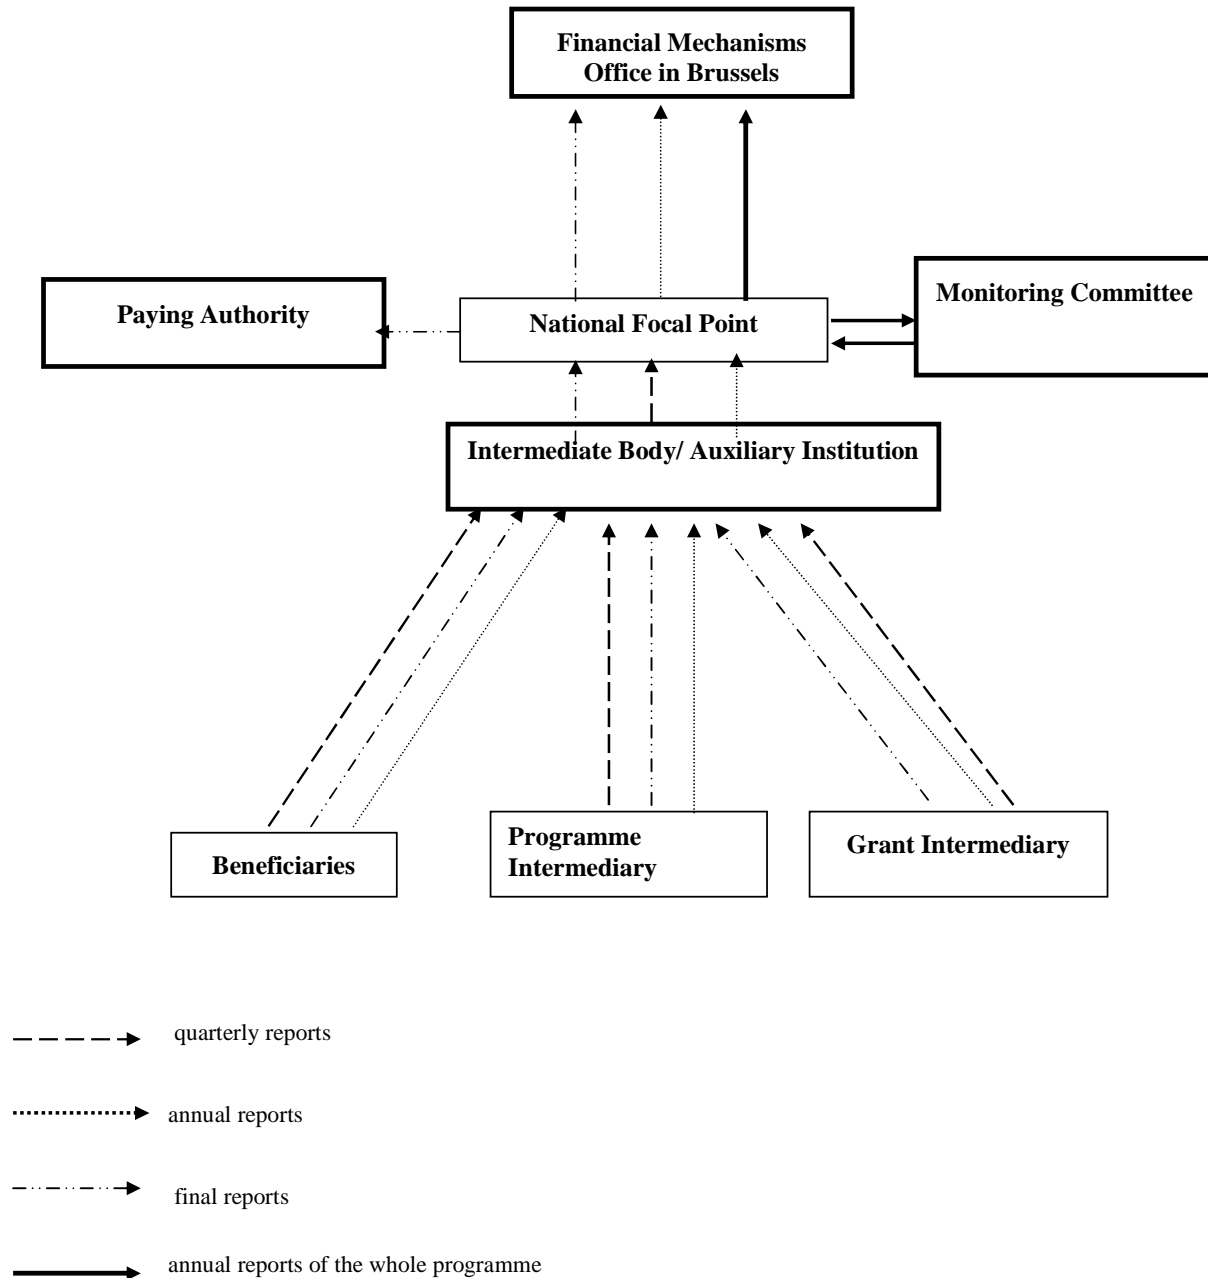 Financial Mechanisms
Office in Brussels
Paying Authority
National Focal Point
Monitoring Committee
Intermediate Body/ Auxiliary Institution
Beneficiaries
Programme
Intermediary
Grant Intermediary
quarterly reports
annual reports
final reports
annual reports of the whole programme